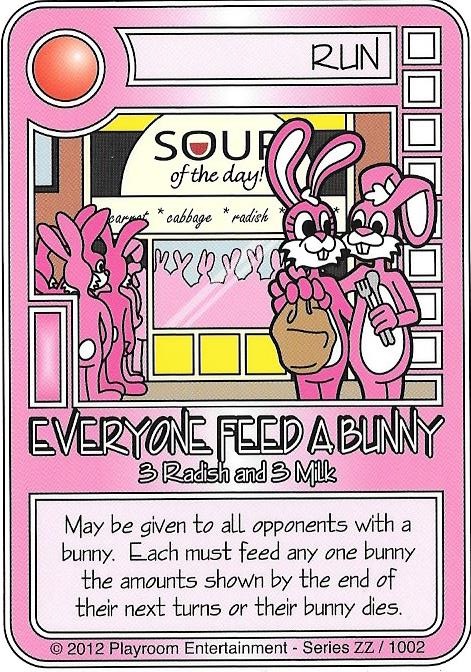 RUN
SOUP
of the day!
carrot * cabbage * radish *
EVERYONE FEED A BUNNY
3 Radish and 3 Milk
May be given to all opponents with a
bunny. Each must feed any one bunny
the amounts shown by the end of
their next turns or their bunny dies.
© 2012 Playroom Entertainment - Series ZZ / 1002